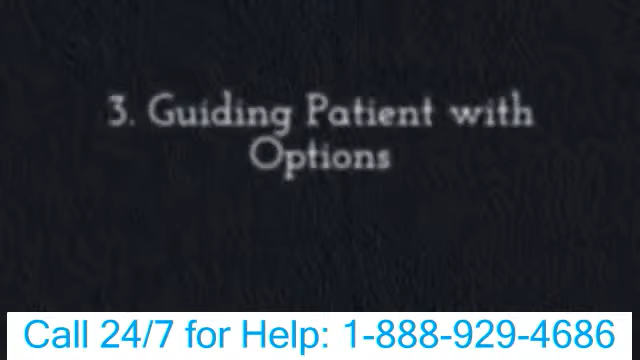 3. Guiding Patient with
Options
Call 24/7 for Help: 1-888-929-4686